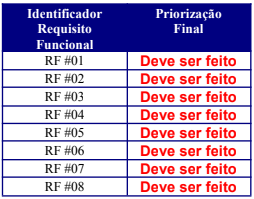 Identificador Requisito Funcional Priorização Final
RF #01 Deve ser feito
RF #02 Deve ser feito
RF #03 Deve ser feito
RF #04 Deve ser feito
RF #05 Deve ser feito
RF #06 Deve ser feito
RF #07 Deve ser feito
RF #08 Deve ser feito